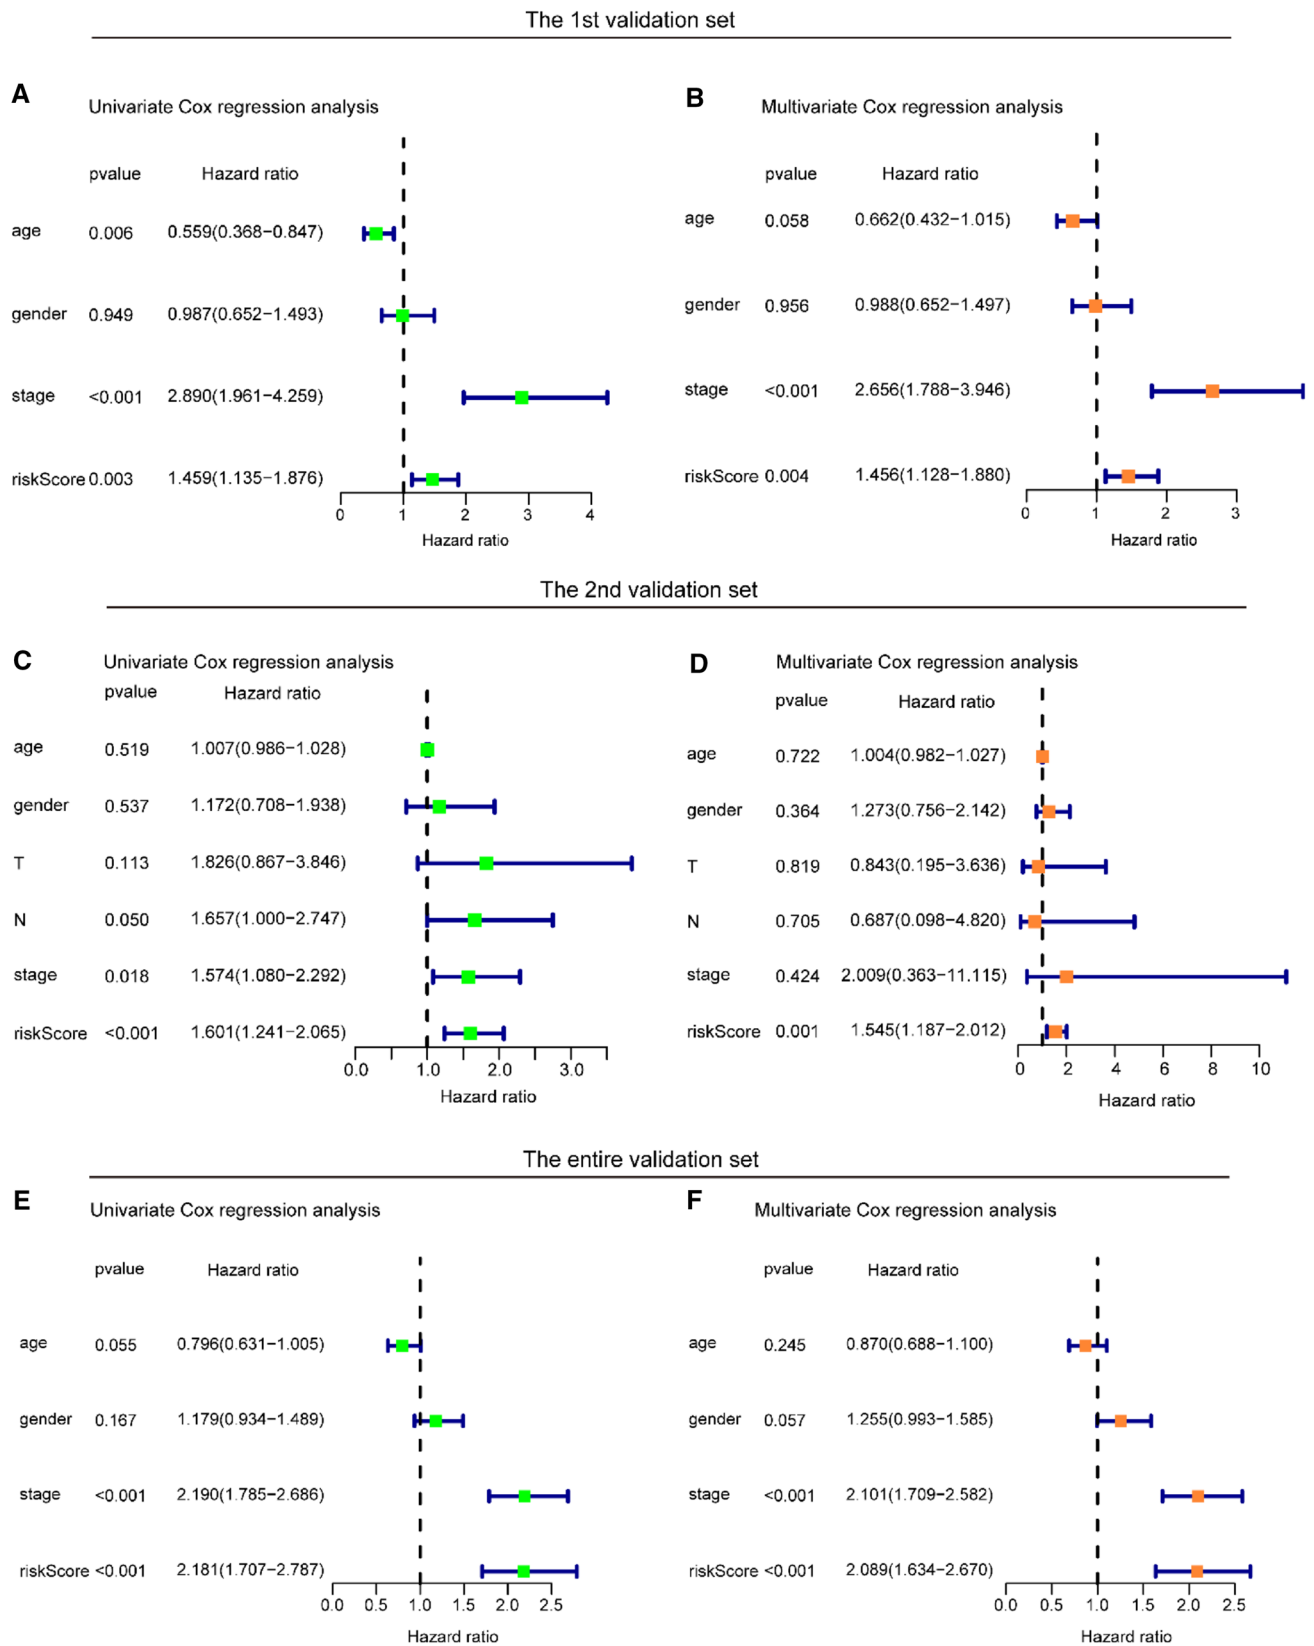 The 1st validation set
A
Univariate Cox regression analysis
pvalue Hazard ratio
age 0.006 0.559(0.368−0.847)
gender 0.949 0.987(0.652−1.493)
stage <0.001 2.890(1.961−4.259)
riskScore 0.003 1.459(1.135−1.876)
0 1 2 3 4
Hazard ratio
B
Multivariate Cox regression analysis
pvalue Hazard ratio
age 0.058 0.662(0.432−1.015)
gender 0.956 0.988(0.652−1.497)
stage <0.001 2.656(1.788−3.946)
riskScore 0.004 1.456(1.128−1.880)
0 1 2 3
Hazard ratio
The 2nd validation set
C
Univariate Cox regression analysis
pvalue Hazard ratio
age 0.519 1.007(0.986−1.028)
gender 0.537 1.172(0.708−1.938)
T 0.113 1.826(0.867−3.846)
N 0.050 1.657(1.000−2.747)
stage 0.018 1.574(1.080−2.292)
riskScore <0.001 1.601(1.241−2.065)
0.0 1.0 2.0 3.0
Hazard ratio
D
Multivariate Cox regression analysis
pvalue Hazard ratio
age 0.722 1.004(0.982−1.027)
gender 0.364 1.273(0.756−2.142)
T 0.819 0.843(0.195−3.636)
N 0.705 0.687(0.098−4.820)
stage 0.424 2.009(0.363−11.115)
riskScore 0.001 1.545(1.187−2.012)
0 2 4 6 8 10
Hazard ratio
The entire validation set
E
Univariate Cox regression analysis
pvalue Hazard ratio
age 0.055 0.796(0.631−1.005)
gender 0.167 1.179(0.934−1.489)
stage <0.001 2.190(1.785−2.686)
riskScore <0.001 2.181(1.707−2.787)
0.0 0.5 1.0 1.5 2.0 2.5
Hazard ratio
F
Multivariate Cox regression analysis
pvalue Hazard ratio
age 0.245 0.870(0.688−1.100)
gender 0.057 1.255(0.993−1.585)
stage <0.001 2.101(1.709−2.582)
riskScore <0.001 2.089(1.634−2.670)
0.0 0.5 1.0 1.5 2.0 2.5
Hazard ratio